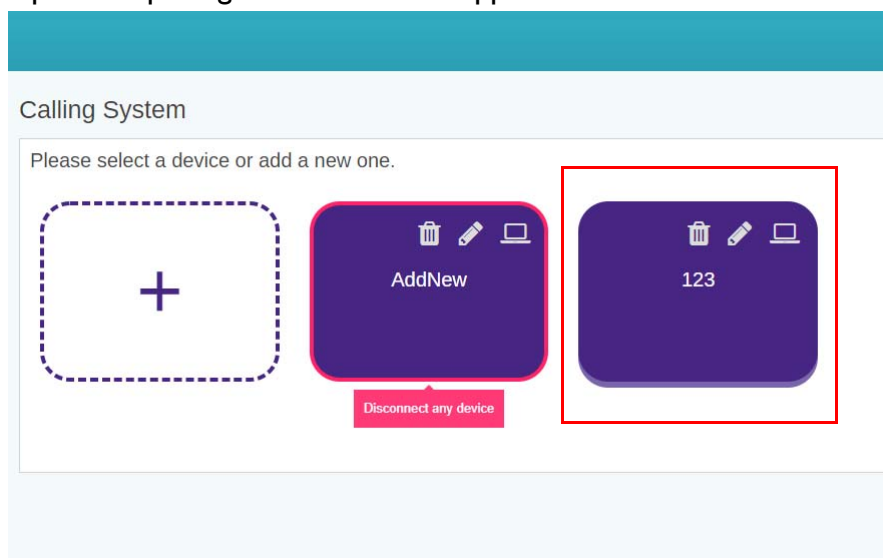 Calling System
Please select a device or add a new one.
+
AddNew
123
Disconnect any device